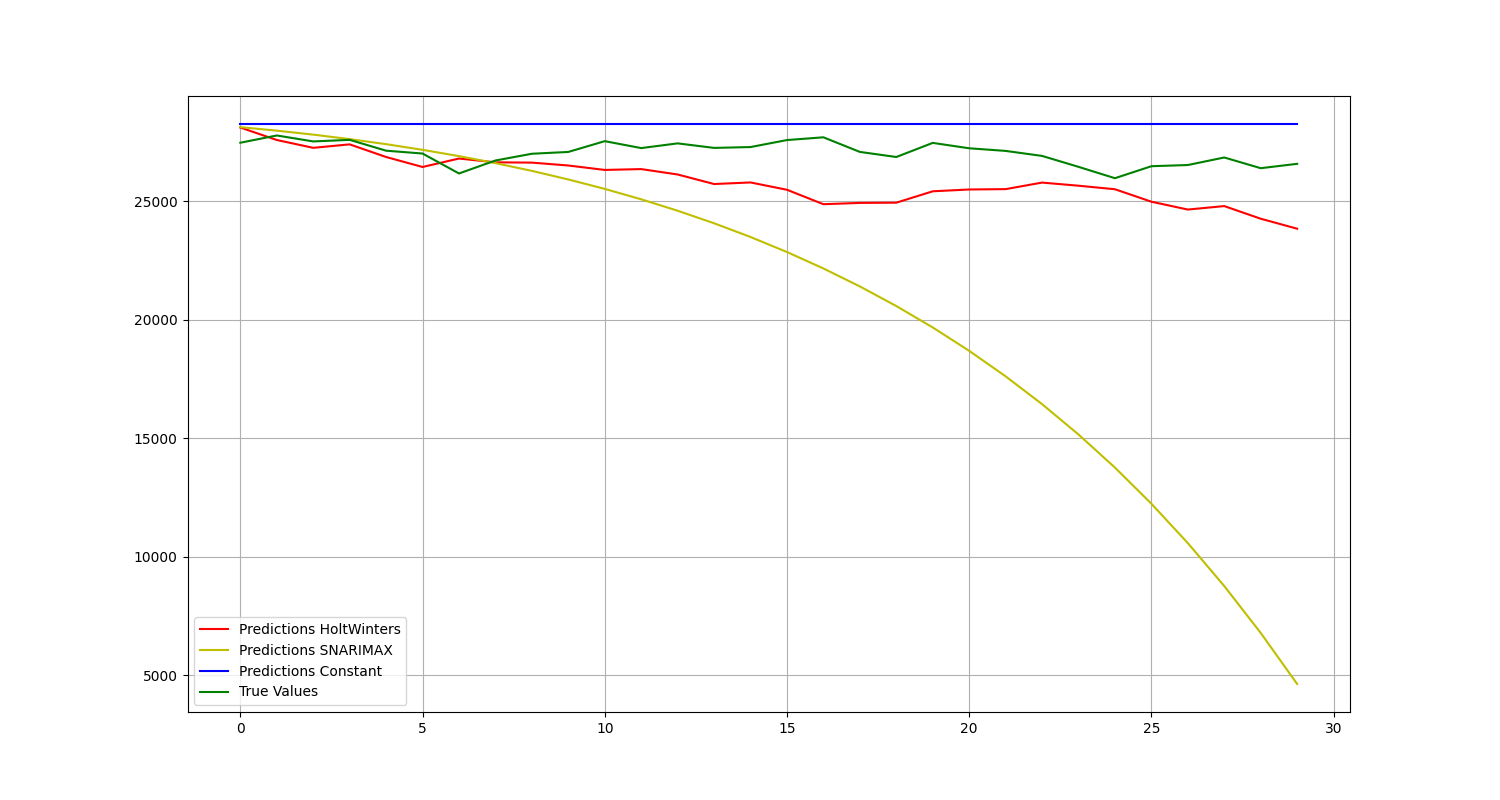 25000
20000
15000
10000
5000
Predictions HoltWinters
Predictions SNARIMAX
Predictions Constant
True Values
0 5 10 15 20 25 30